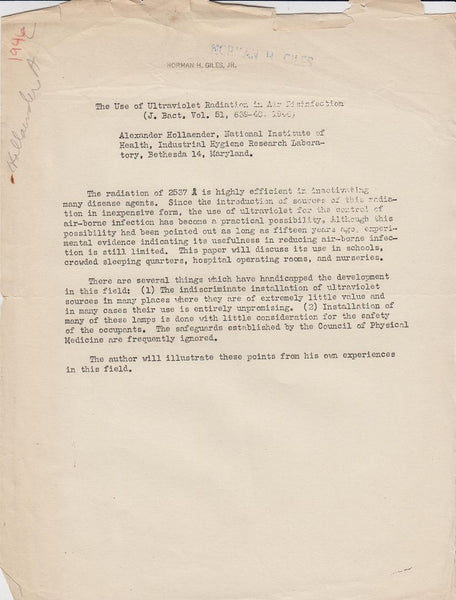 1946
Hollaender A
NORMAN H. GILES
NORMAN H. GILES, JR.
The Use of Ultraviolet Radiation in Air Disinfection
(J. Bact. Vol. 51, 1946)
Alexander Hollaender, National Institute of
Health, Industrial Hygiene Research Labora-
tory, Bethesda 14, Maryland.
The radiation of 2537 Å is highly efficient in inactivating
many disease agents. Since the introduction of sources of this radia-
tion in inexpensive form, the use of ultraviolet for the control of
air-borne infection has become a practical possibility. Although this
possibility had been pointed out as long as fifteen years ago, experi-
mental evidence indicating its usefulness in reducing air-borne infec-
tion is still limited. This paper will discuss its use in schools,
crowded sleeping quarters, hospital operating rooms, and nurseries.
There are several things which have handicapped the development
in this field: (1) The indiscriminate installation of ultraviolet
sources in many places where they are of extremely little value and
in many cases their use is entirely unpromising. (2) Installation of
many of these lamps is done with little consideration for the safety
of the occupants. The safeguards established by the Council of Physical
Medicine are frequently ignored.
The author will illustrate these points from his own experiences
in this field.